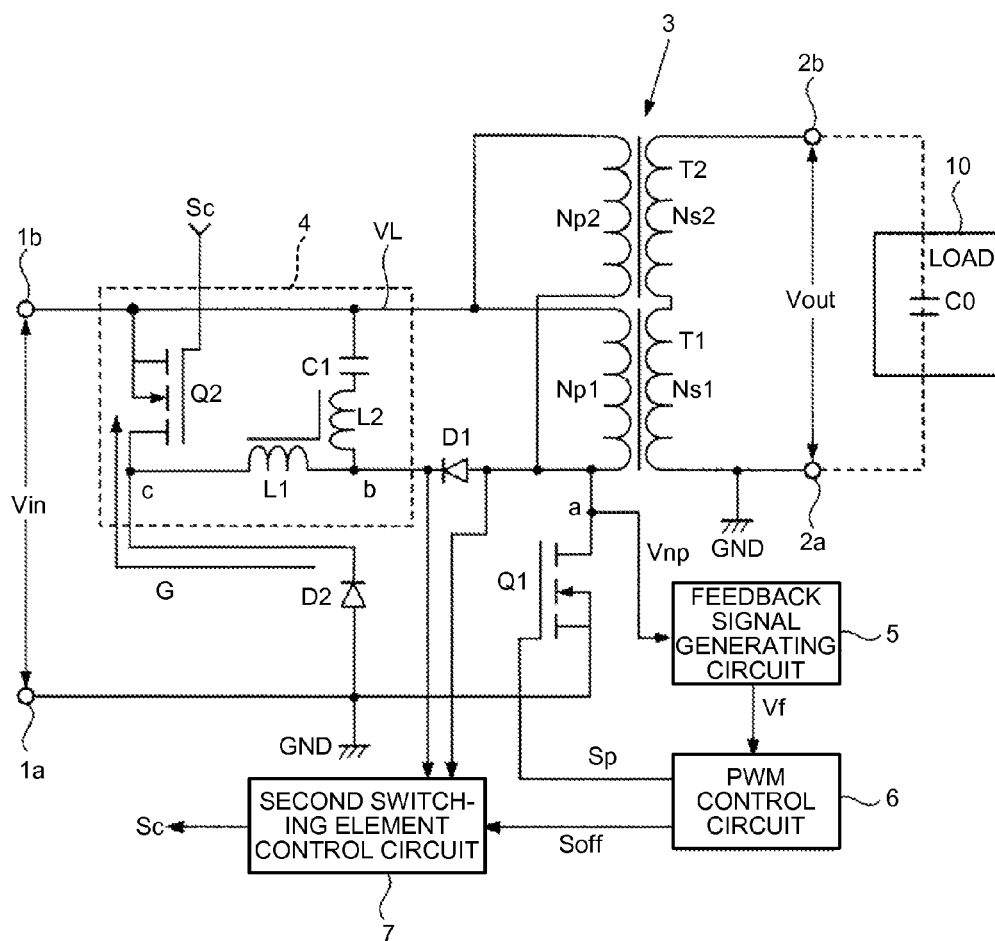 3
2b
10
T2
Sc
4
1b
VL
Np2
Ns2
LOAD
Vout
C0
T1
C1
Q2
Np1
Ns1
L2
D1
L1
c
b
Vin
a
GND
2a
Vnp
Q1
G
D2
FEEDBACK
SIGNAL
GENERATING
CIRCUIT
5
Vf
1a
GND
Sp
PWM
CONTROL
CIRCUIT
6
SECOND SWITCH-
ING ELEMENT
CONTROL CIRCUIT
Sc
Soff
7